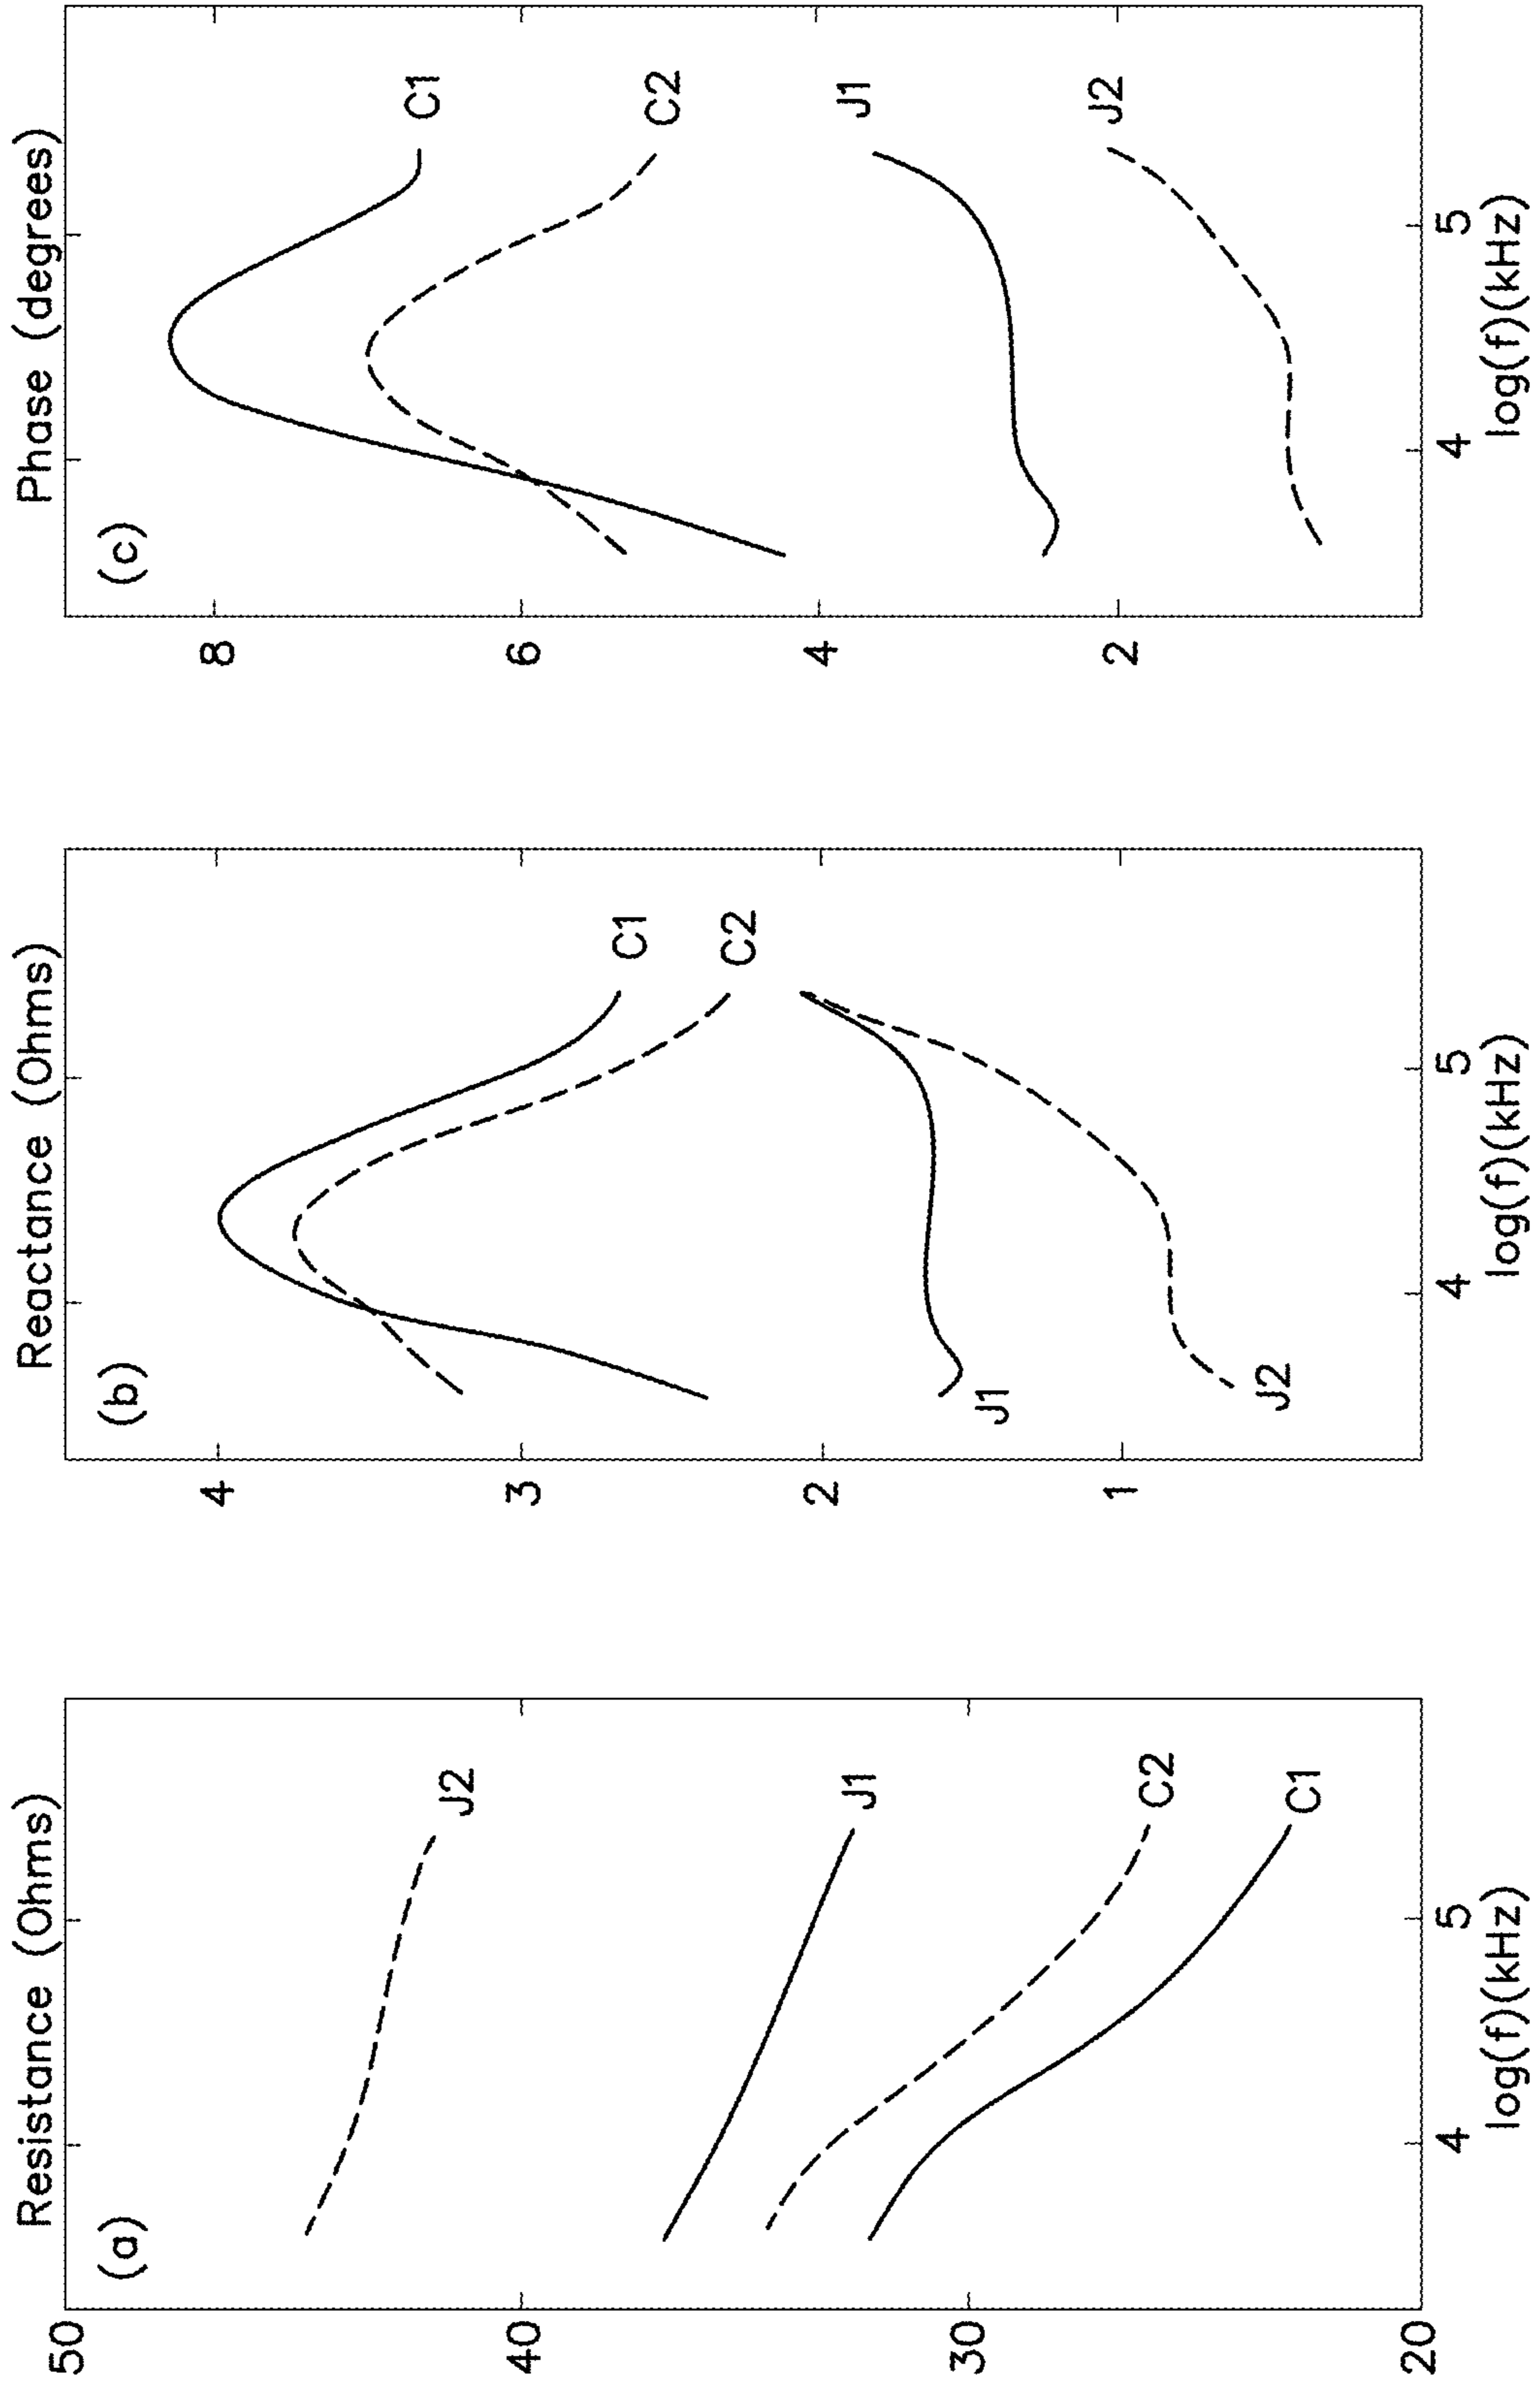 Resistance (Ohms)
(a)
50
40
30
20
J2
J1
C2
C1
4
5
log(f)(kHz)
Reactance (Ohms)
(b)
4
3
2
1
C1
C2
J1
J2
4
5
log(f)(kHz)
Phase (degrees)
(c)
8
6
4
2
C1
C2
J1
J2
4
5
log(f)(kHz)